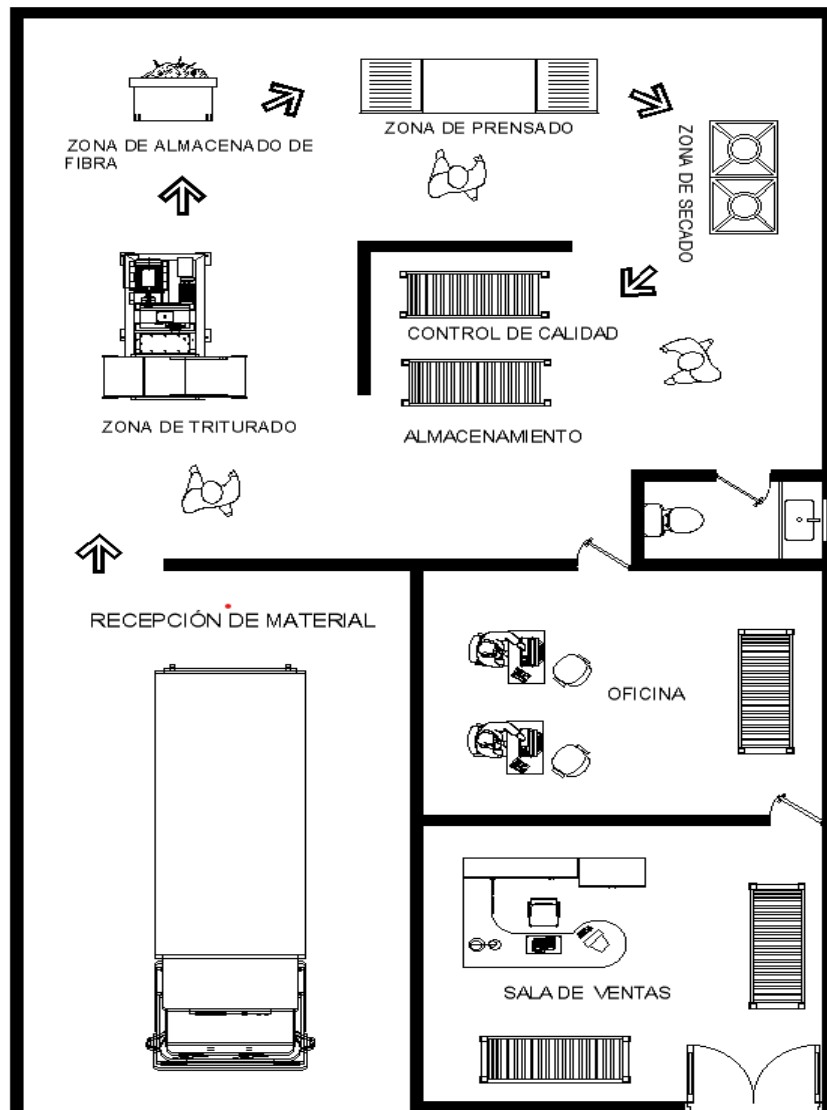 ZONA DE ALMACENADO DE
FIBRA
ZONA DE PRENSADO
ZONA DE SECADO
CONTROL DE CALIDAD
ZONA DE TRITURADO
ALMACENAMIENTO
RECEPCIÓN DE MATERIAL
OFICINA
SALA DE VENTAS